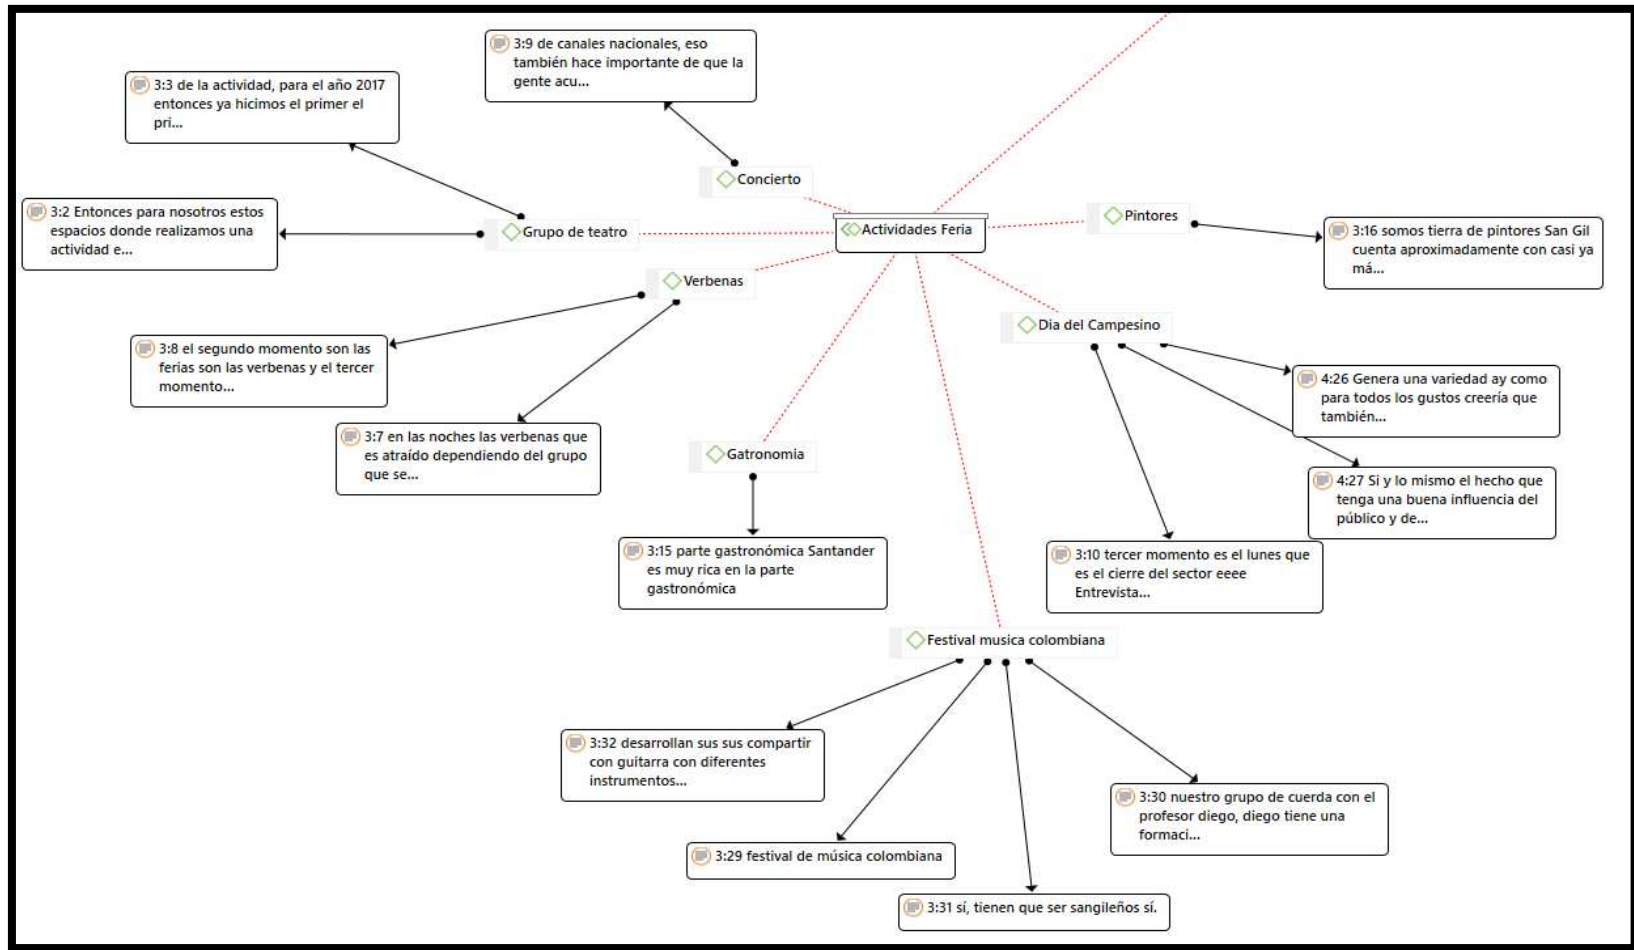 3:9 de canales nacionales, eso
también hace importante de que la
gente acu...
3:3 de la actividad, para el año 2017
entonces ya hicimos el primer el
pri...
Concierto
3:2 Entonces para nosotros estos
espacios donde realizamos una
actividad e...
Grupo de teatro
Actividades Feria
Pintores
3:16 somos tierra de pintores San Gil
cuenta aproximadamente con casi ya
má...
Verbenas
Dia del Campesino
3:8 el segundo momento son las
ferias son las verbenas y el tercer
momento...
4:26 Genera una variedad ay como
para todos los gustos creería que
también...
3:7 en las noches las verbenas que
es atraído dependiendo del grupo
que se...
Gatronomia
4:27 Si y lo mismo el hecho que
tenga una buena influencia del
público y de...
3:15 parte gastronómica Santander
es muy rica en la parte
gastronómica
3:10 tercer momento es el lunes que
es el cierre del sector eeee
Entrevista...
Festival musica colombiana
3:32 desarrollan sus sus compartir
con guitarra con diferentes
instrumentos...
3:30 nuestro grupo de cuerda con el
profesor diego, diego tiene una
formaci...
3:29 festival de música colombiana
3:31 sí, tienen que ser sangileños sí.